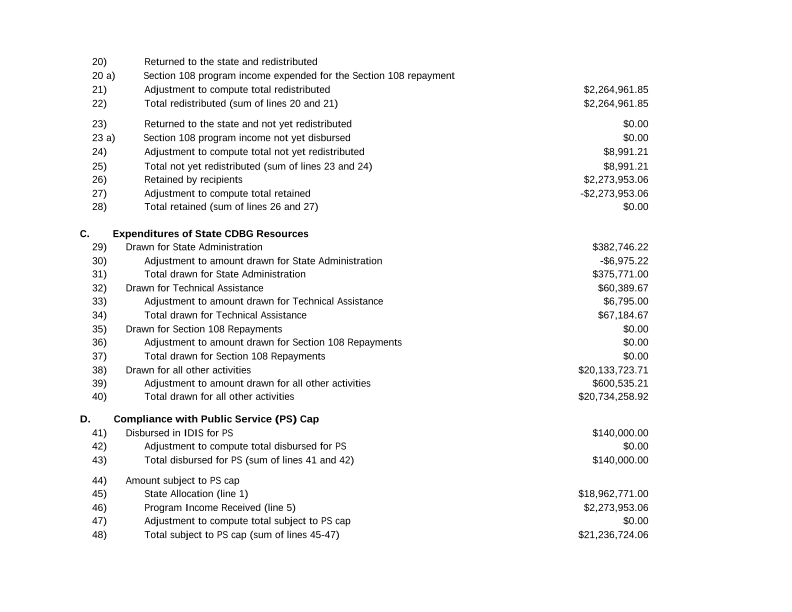 20) Returned to the state and redistributed
20 a) Section 108 program income expended for the Section 108 repayment
21) Adjustment to compute total redistributed $2,264,961.85
22) Total redistributed (sum of lines 20 and 21) $2,264,961.85
23) Returned to the state and not yet redistributed $0.00
23 a) Section 108 program income not yet disbursed $0.00
24) Adjustment to compute total not yet redistributed $8,991.21
25) Total not yet redistributed (sum of lines 23 and 24) $8,991.21
26) Retained by recipients $2,273,953.06
27) Adjustment to compute total retained -$2,273,953.06
28) Total retained (sum of lines 26 and 27) $0.00
C. Expenditures of State CDBG Resources
29) Drawn for State Administration $382,746.22
30) Adjustment to amount drawn for State Administration -$6,975.22
31) Total drawn for State Administration $375,771.00
32) Drawn for Technical Assistance $60,389.67
33) Adjustment to amount drawn for Technical Assistance $6,795.00
34) Total drawn for Technical Assistance $67,184.67
35) Drawn for Section 108 Repayments $0.00
36) Adjustment to amount drawn for Section 108 Repayments $0.00
37) Total drawn for Section 108 Repayments $0.00
38) Drawn for all other activities $20,133,723.71
39) Adjustment to amount drawn for all other activities $600,535.21
40) Total drawn for all other activities $20,734,258.92
D. Compliance with Public Service (PS) Cap
41) Disbursed in IDIS for PS $140,000.00
42) Adjustment to compute total disbursed for PS $0.00
43) Total disbursed for PS (sum of lines 41 and 42) $140,000.00
44) Amount subject to PS cap
45) State Allocation (line 1) $18,962,771.00
46) Program Income Received (line 5) $2,273,953.06
47) Adjustment to compute total subject to PS cap $0.00
48) Total subject to PS cap (sum of lines 45-47) $21,236,724.06